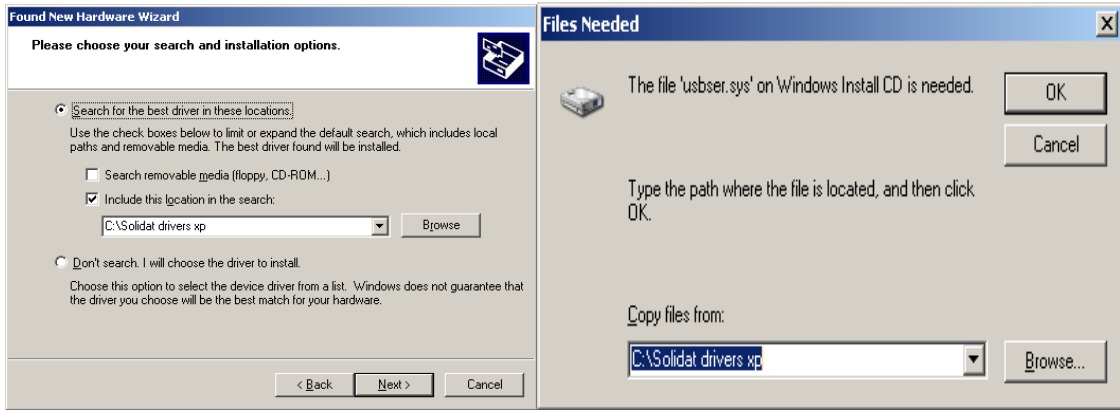 Found New Hardware Wizard
Please choose your search and installation options.
Search for the best driver in these locations.
Use the check boxes below to limit or expand the default search, which includes local
paths and removable media. The best driver found will be installed.
Search removable media (floppy, CD-ROM...)
Include this location in the search:
C:\Solidat drivers xp
Browse
Don't search. I will choose the driver to install.
Choose this option to select the device driver from a list. Windows does not guarantee that
the driver you choose will be the best match for your hardware.
< Back
Next >
Cancel
Files Needed
The file 'usbser.sys' on Windows Install CD is needed.
OK
Cancel
Type the path where the file is located, and then click
OK.
Copy files from:
C:\Solidat drivers xp
Browse...